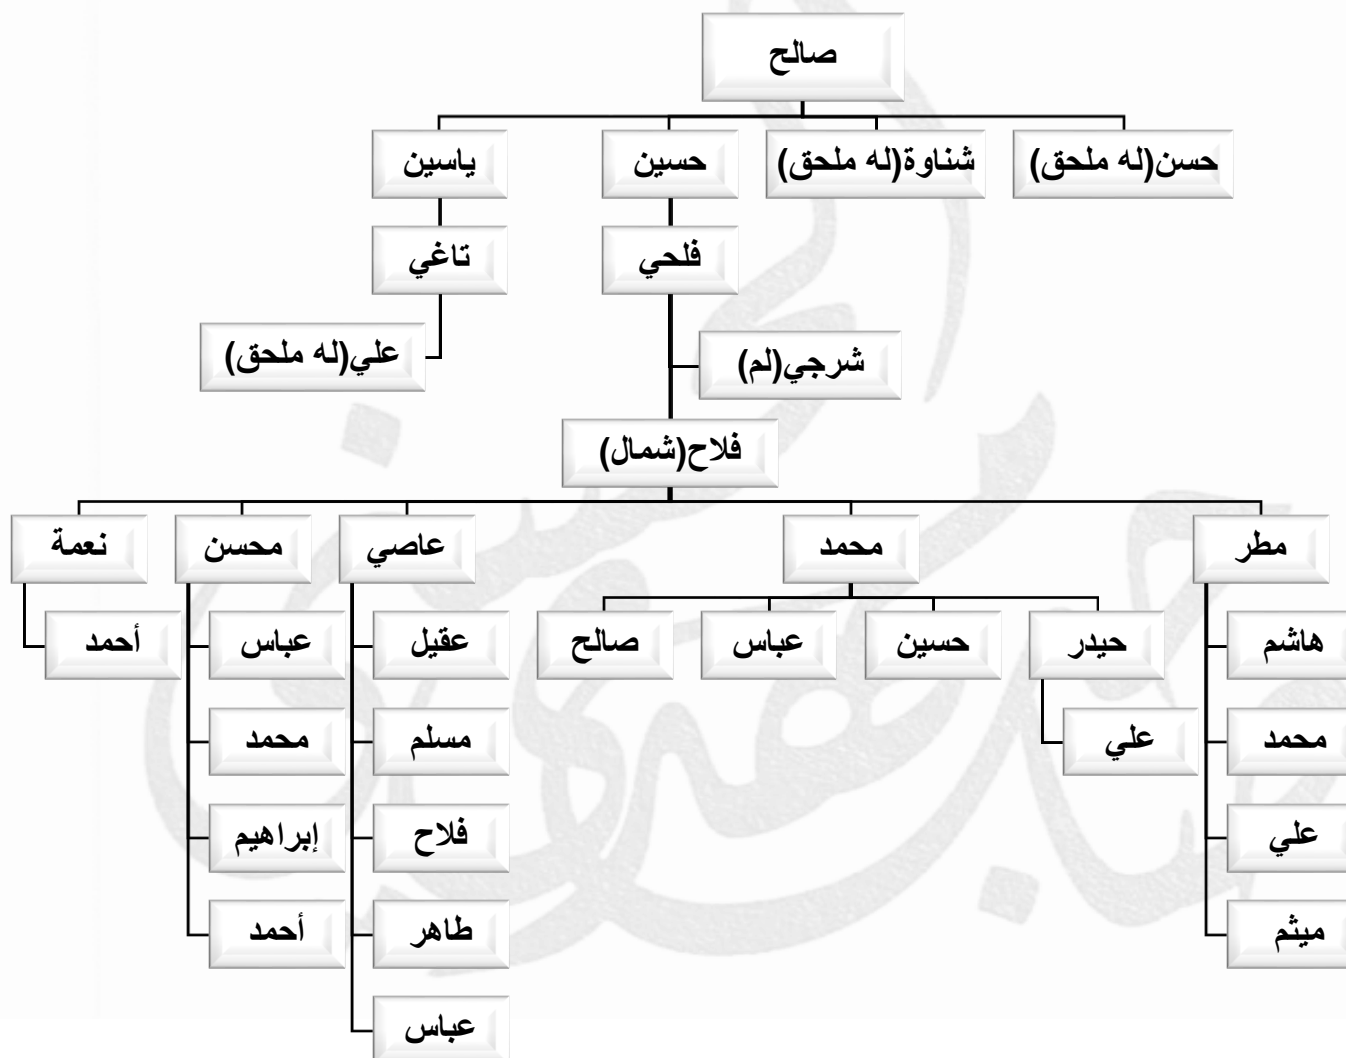 صالح
حسن(له ملحق)
شناوة(له ملحق)
حسين
ياسين
فلحي
تاغي
شرجي(لم)
علي(له ملحق)
فلاح(شمال)
مطر
محمد
عاصي
محسن
نعمة
هاشم
حيدر
حسين
عباس
صالح
عقيل
عباس
أحمد
محمد
علي
مسلم
محمد
علي
فلاح
إبراهيم
ميثم
طاهر
أحمد
عباس